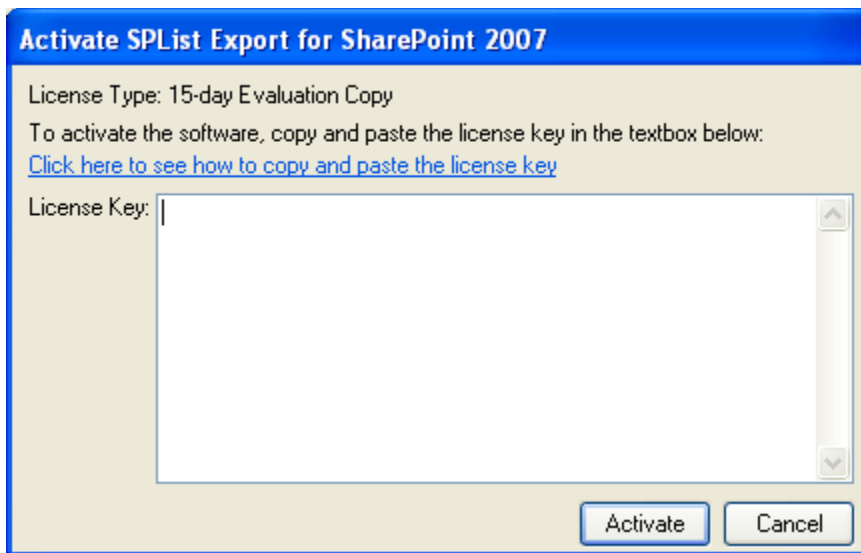 Activate SPList Export for SharePoint 2007
License Type: 15-day Evaluation Copy
To activate the software, copy and paste the license key in the textbox below:
Click here to see how to copy and paste the license key
License Key:
Activate Cancel